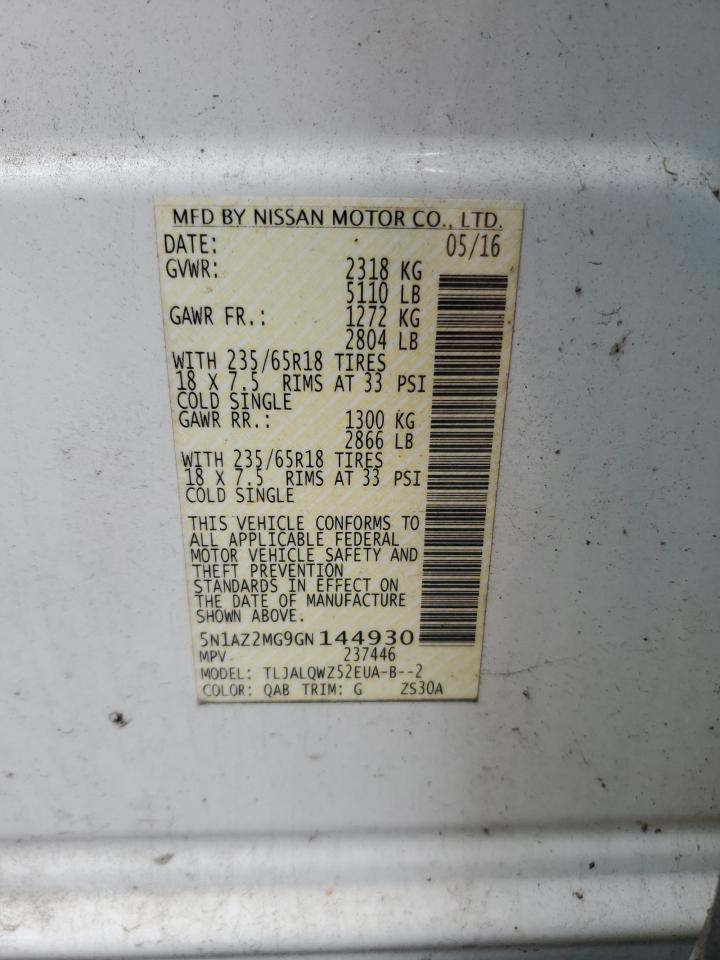 MFD BY NISSAN MOTOR CO., LTD.
DATE: 05/16
GVWR: 2318 KG
5110 LB
GAWR FR.: 1272 KG
2804 LB
WITH 235/65R18 TIRES
18 X 7.5 RIMS AT 33 PSI
COLD SINGLE
GAWR RR.: 1300 KG
2866 LB
WITH 235/65R18 TIRES
18 X 7.5 RIMS AT 33 PSI
COLD SINGLE
THIS VEHICLE CONFORMS TO
ALL APPLICABLE FEDERAL
MOTOR VEHICLE SAFETY AND
THEFT PREVENTION
STANDARDS IN EFFECT ON
THE DATE OF MANUFACTURE
SHOWN ABOVE.
5N1AZ2MG9GN144930
MPV 237446
MODEL: TLJALQWZ52EUA-B--2
COLOR: QAB TRIM: G ZS30A